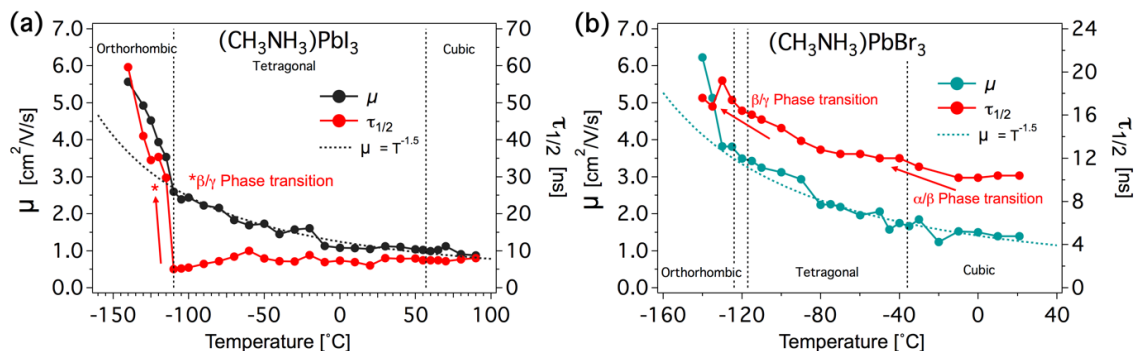 (a)
(CH3NH3)PbI3
Orthorhombic
Tetragonal
Cubic
μ
τ1/2
μ = T-1.5
*β/γ Phase transition
*
7.0
6.0
5.0
4.0
3.0
2.0
1.0
0.0
μ [cm2/V/s]
70
60
50
40
30
20
10
0
τ1/2 [ns]
-150
-100
-50
0
50
100
Temperature [˚C]
(b)
(CH3NH3)PbBr3
μ
τ1/2
μ = T-1.5
β/γ Phase transition
α/β Phase transition
Orthorhombic
Tetragonal
Cubic
7.0
6.0
5.0
4.0
3.0
2.0
1.0
0.0
μ [cm2/V/s]
24
20
16
12
8
4
0
τ1/2 [ns]
-160
-120
-80
-40
0
40
Temperature [˚C]